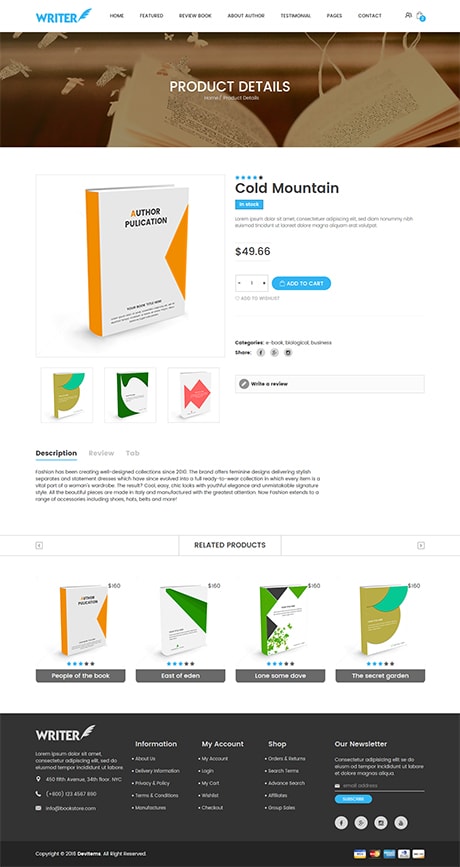 WRITER
HOME FEATURED REVIEW BOOK ABOUT AUTHOR TESTIMONIAL PAGES CONTACT
PRODUCT DETAILS
Home/ Product Details
Cold Mountain
In stock
Lorem ipsum dolor sit amet, consectetuer adipiscing elit, sed diam nonummy nibh euismod tincidunt ut laoreet dolore magna aliquam erat volutpat.
$49.66
- 1 + ADD TO CART
ADD TO WISHLIST
Categories: e-book, biological, business
Share:
Write a review
AUTHOR
PULICATION
YOUR BOOK TITLE HERE
Description Review Tab
Fashion has been creating well-designed collections since 2010. The brand offers feminine designs delivering stylish
separates and statement dresses which have since evolved into a full ready-to-wear collection in which every item is a
vital part of a woman's wardrobe. The result? Cool, easy, chic looks with youthful elegance and unmistakable signature
style. All the beautiful pieces are made in Italy and manufactured with the greatest attention. Now Fashion extends to a
range of accessories including shoes, hats, belts and more!
RELATED PRODUCTS
$160 $160 $160 $160
AUTHOR
PULICATION
People of the book East of eden Lone some dove The secret garden
WRITER
Lorem ipsum dolor sit amet, consectetur adipisicing elit, sed do eiusmod tempor incididunt ut labore
450 fifth Avenue, 34th floor. NYC
(+800) 123 4567 890
info@bookstore.com
Information
About Us
Delivery Information
Privacy & Policy
Terms & Conditions
Manufactures
My Account
My Account
Login
My Cart
Wishlist
Checkout
Shop
Orders & Returns
Search Terms
Advance Search
Affiliates
Group Sales
Our Newsletter
Consectetur adipisicing elit se do eiusm od tempor incididunt ut labore et dolore magna aliqua.
email address
SUBSCRIBE
Copyright © 2016 DevItems. All Right Reserved.